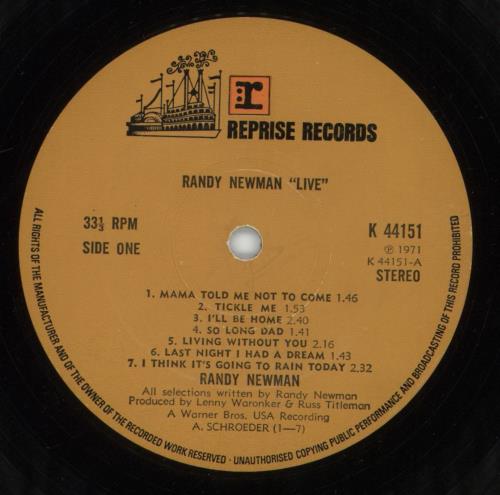 r
REPRISE RECORDS
RANDY NEWMAN "LIVE"
33⅓ RPM
SIDE ONE
K 44151
℗ 1971
K 44151-A
STEREO
1. MAMA TOLD ME NOT TO COME 1.46
2. TICKLE ME 1.53
3. I'LL BE HOME 2.40
4. SO LONG DAD 1.41
5. LIVING WITHOUT YOU 2.16
6. LAST NIGHT I HAD A DREAM 1.43
7. I THINK IT'S GOING TO RAIN TODAY 2.32
RANDY NEWMAN
All selections written by Randy Newman
Produced by Lenny Waronker & Russ Titleman
A Warner Bros. USA Recording
A. SCHROEDER (1—7)
ALL RIGHTS OF THE MANUFACTURER AND OF THE OWNER OF THE RECORDED WORK RESERVED · UNAUTHORISED COPYING PUBLIC PERFORMANCE AND BROADCASTING OF THIS RECORD PROHIBITED